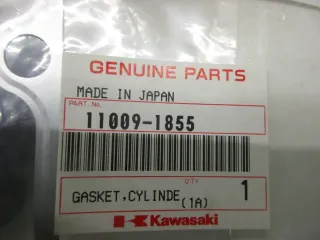 GENUINE PARTS
MADE IN JAPAN
PART No.
11009-1855
QTY
GASKET,CYLINDE 1
(1A)
Kawasaki